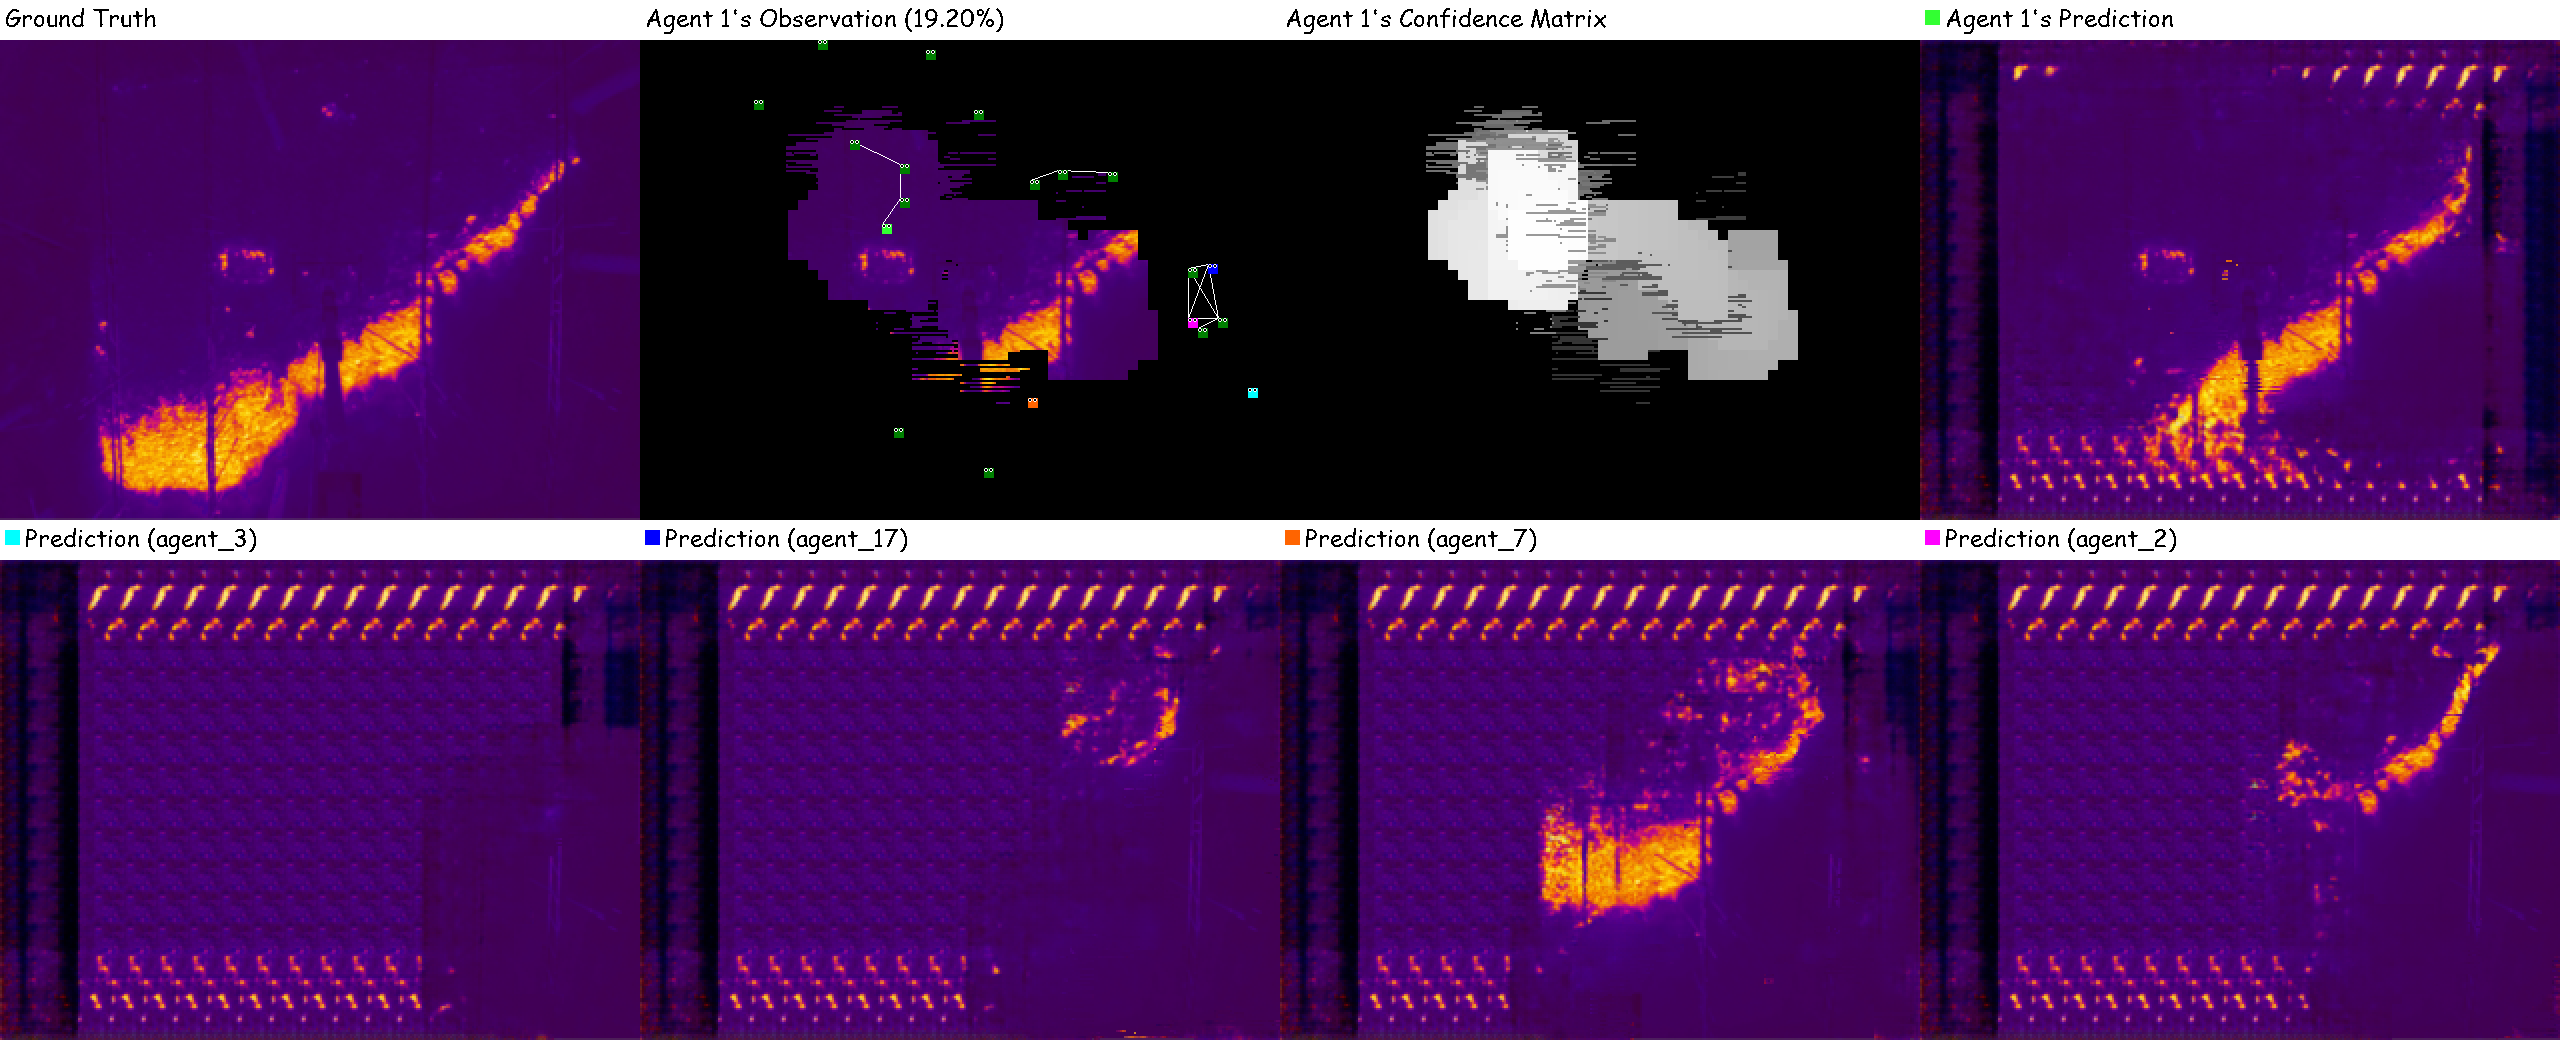 Ground Truth
Agent 1's Observation (19.20%)
Agent 1's Confidence Matrix
Agent 1's Prediction
Prediction (agent_3)
Prediction (agent_17)
Prediction (agent_7)
Prediction (agent_2)